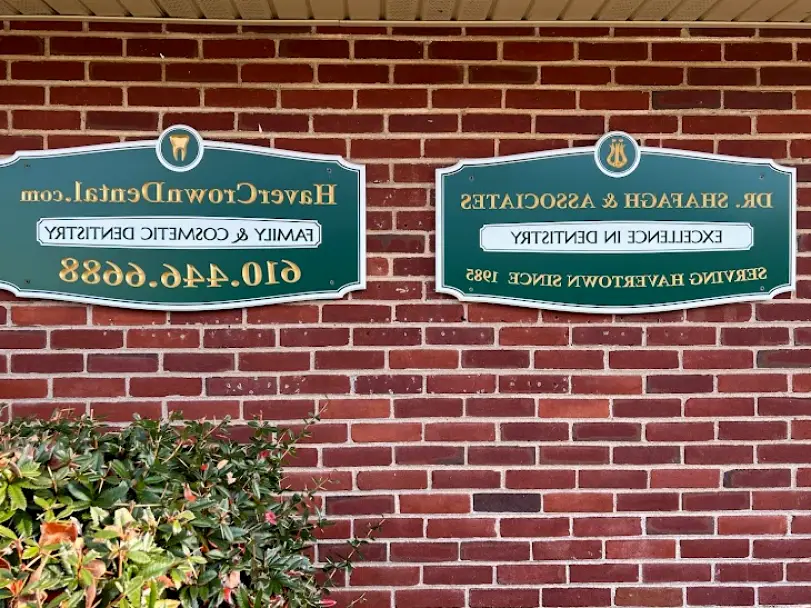 DR. SHAFAGH & ASSOCIATES
EXCELLENCE IN DENTISTRY
SERVING HAVERTOWN SINCE 1985
HaverCrownDental.com
FAMILY & COSMETIC DENTISTRY
610.446.6688